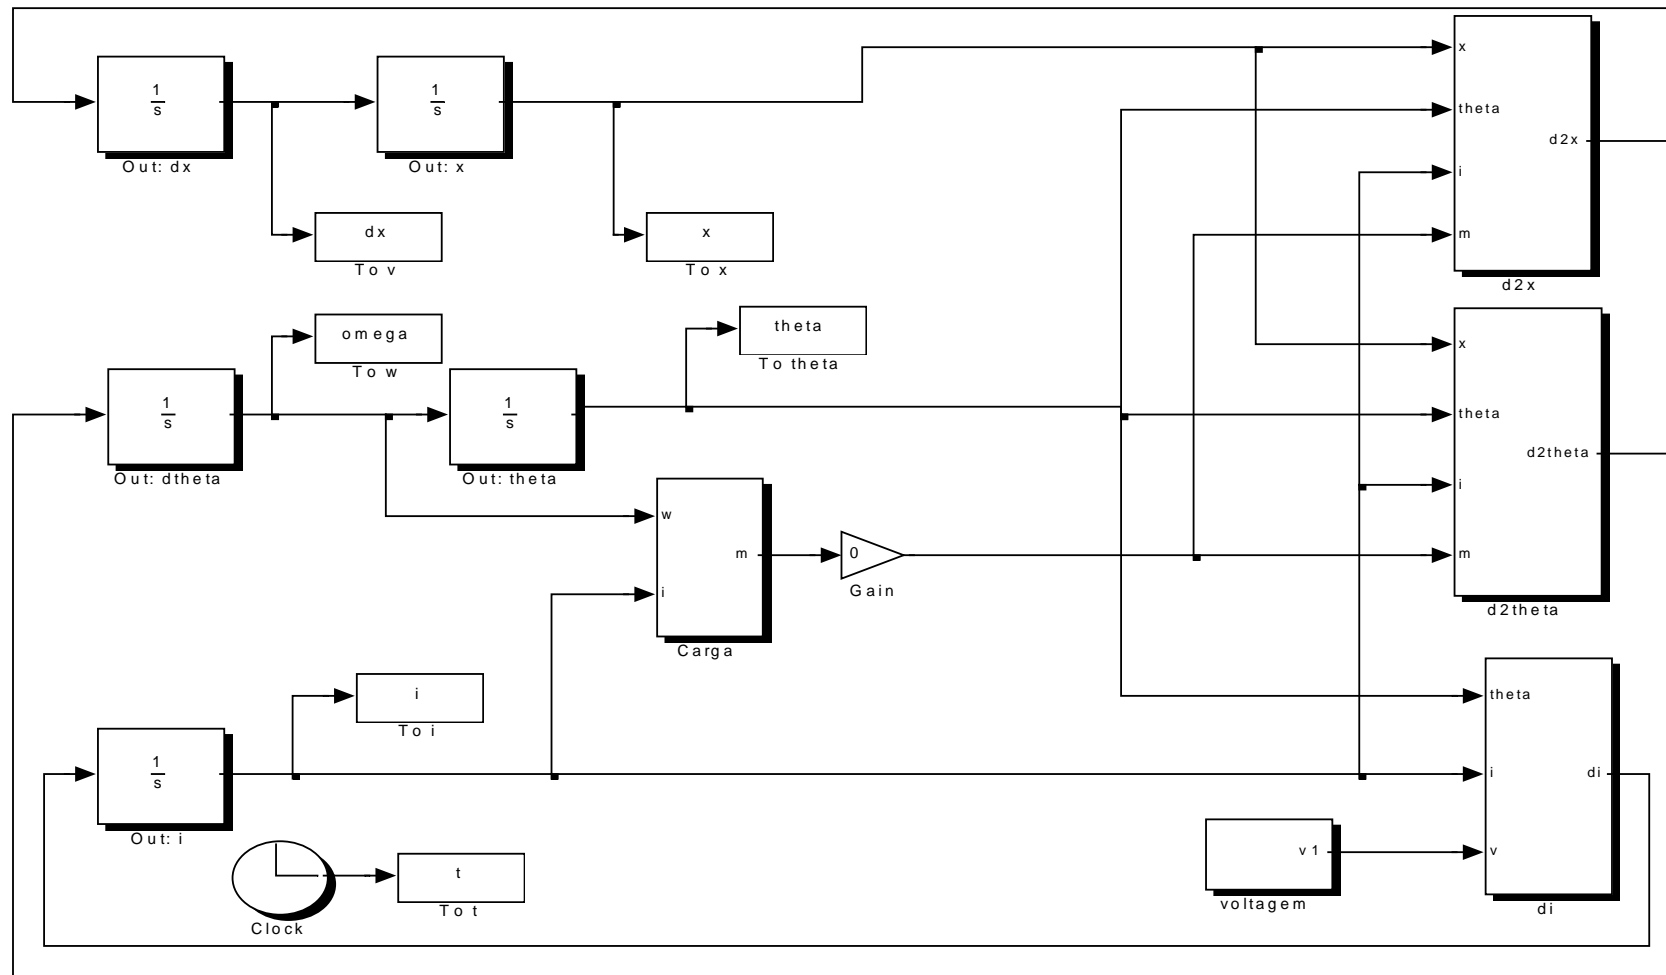 x
1
s
1
s
theta
d2x
Out: dx
Out: x
i
dx
x
m
To v
To x
d2x
omega
theta
x
To w
To theta
1
s
1
s
theta
d2theta
Out: dtheta
Out: theta
i
w
m
0
m
i
Gain
d2theta
Carga
i
theta
To i
1
s
i
di
Out: i
v1
v
t
voltagem
di
To t
Clock